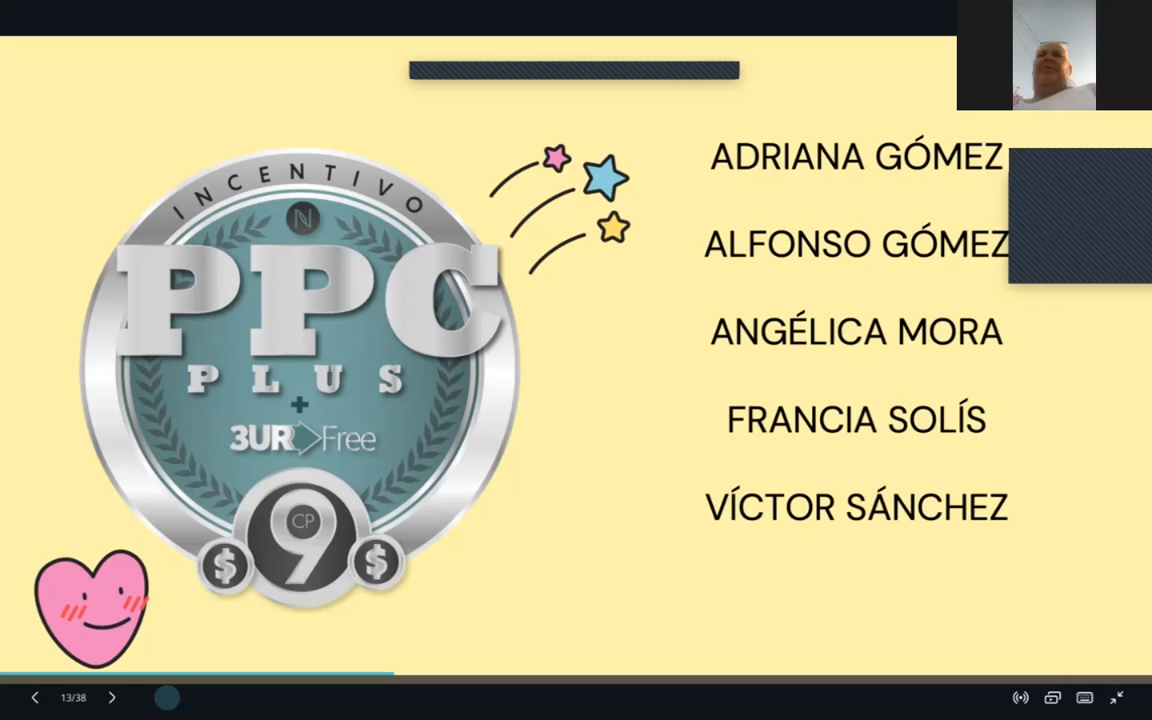 INCENTIVO
N
PPC
PLUS
+
3UR Free
CP
9
$ $
ADRIANA GÓMEZ
ALFONSO GÓMEZ
ANGÉLICA MORA
FRANCIA SOLÍS
VÍCTOR SÁNCHEZ
13/38